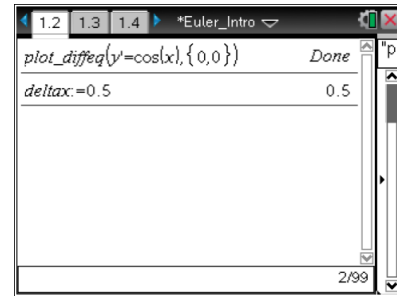 1.2 1.3 1.4 *Euler_Intro
plot_diffeq(y'=cos(x),{0,0}) Done
deltax:=0.5 0.5
2/99
"p